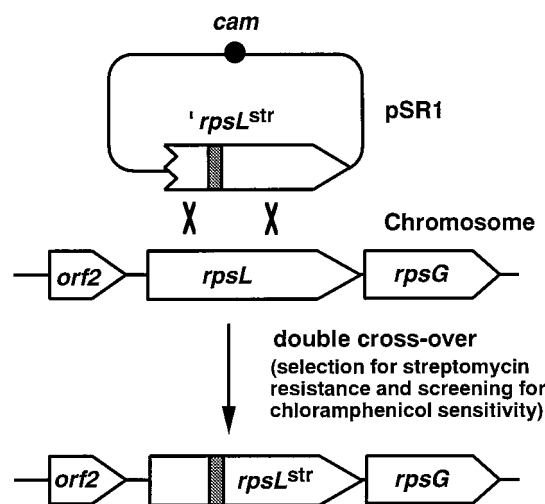 cam
pSR1
' rpsLstr
Chromosome
orf2
rpsL
rpsG
double cross-over
(selection for streptomycin
resistance and screening for
chloramphenicol sensitivity)
orf2
rpsLstr
rpsG